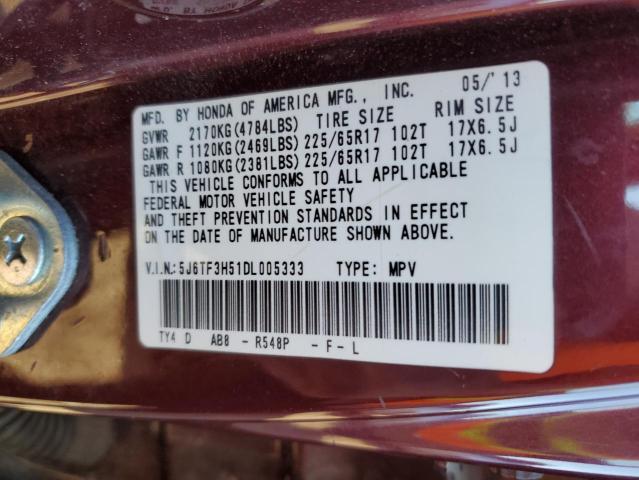 MFD. BY HONDA OF AMERICA MFG., INC. 05/'13
GVWR 2170KG(4784LBS) TIRE SIZE RIM SIZE
GAWR F 1120KG(2469LBS) 225/65R17 102T 17X6.5J
GAWR R 1080KG(2381LBS) 225/65R17 102T 17X6.5J
THIS VEHICLE CONFORMS TO ALL APPLICABLE
FEDERAL MOTOR VEHICLE SAFETY
AND THEFT PREVENTION STANDARDS IN EFFECT
ON THE DATE OF MANUFACTURE SHOWN ABOVE.
V.I.N.:5J6TF3H51DL005333 TYPE: MPV
TY4 D AB0 - R548P - F - L